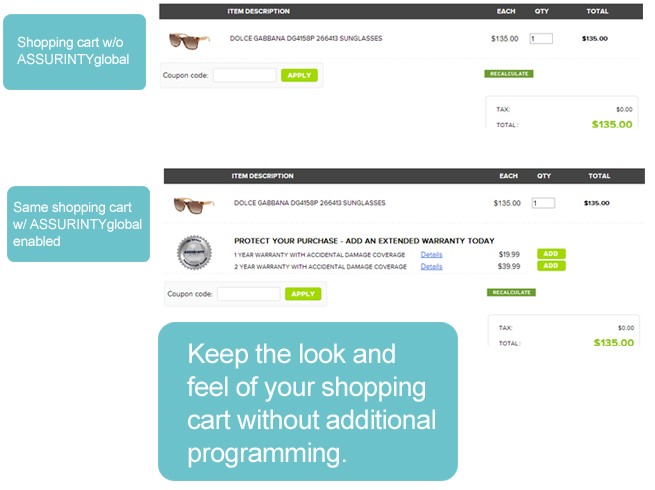 Shopping cart w/o
ASSURINTYglobal
ITEM DESCRIPTION EACH QTY TOTAL
DOLCE GABBANA DG4158P 266413 SUNGLASSES $135.00 1 $135.00
Coupon code: APPLY RECALCULATE
TAX: $0.00
TOTAL: $135.00
Same shopping cart
w/ ASSURINTYglobal
enabled
ITEM DESCRIPTION EACH QTY TOTAL
DOLCE GABBANA DG4158P 266413 SUNGLASSES $135.00 1 $135.00
PROTECT YOUR PURCHASE - ADD AN EXTENDED WARRANTY TODAY
1 YEAR WARRANTY WITH ACCIDENTAL DAMAGE COVERAGE Details $19.99 ADD
2 YEAR WARRANTY WITH ACCIDENTAL DAMAGE COVERAGE Details $39.99 ADD
Coupon code: APPLY RECALCULATE
TAX: $0.00
TOTAL: $135.00
Keep the look and
feel of your shopping
cart without additional
programming.